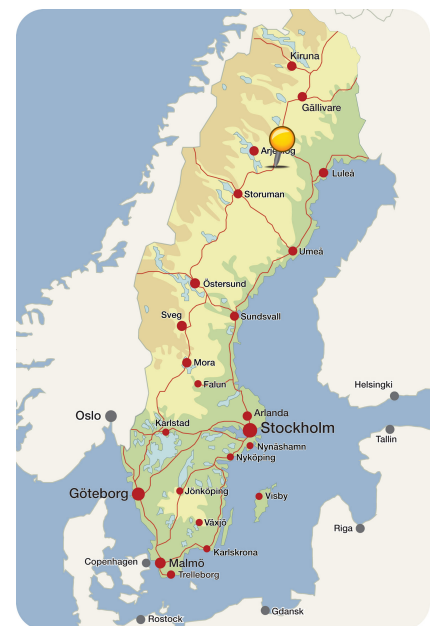 Kiruna
Gällivare
Luleå
Storuman
Umeå
Östersund
Sveg
Sundsvall
Mora
Falun
Helsingki
Oslo
Arlanda
Karlstad
Stockholm
Tallin
Nynäshamn
Nyköping
Göteborg
Jönköping
Visby
Växjö
Riga
Karlskrona
Copenhagen
Malmö
Trelleborg
Gdansk
Rostock